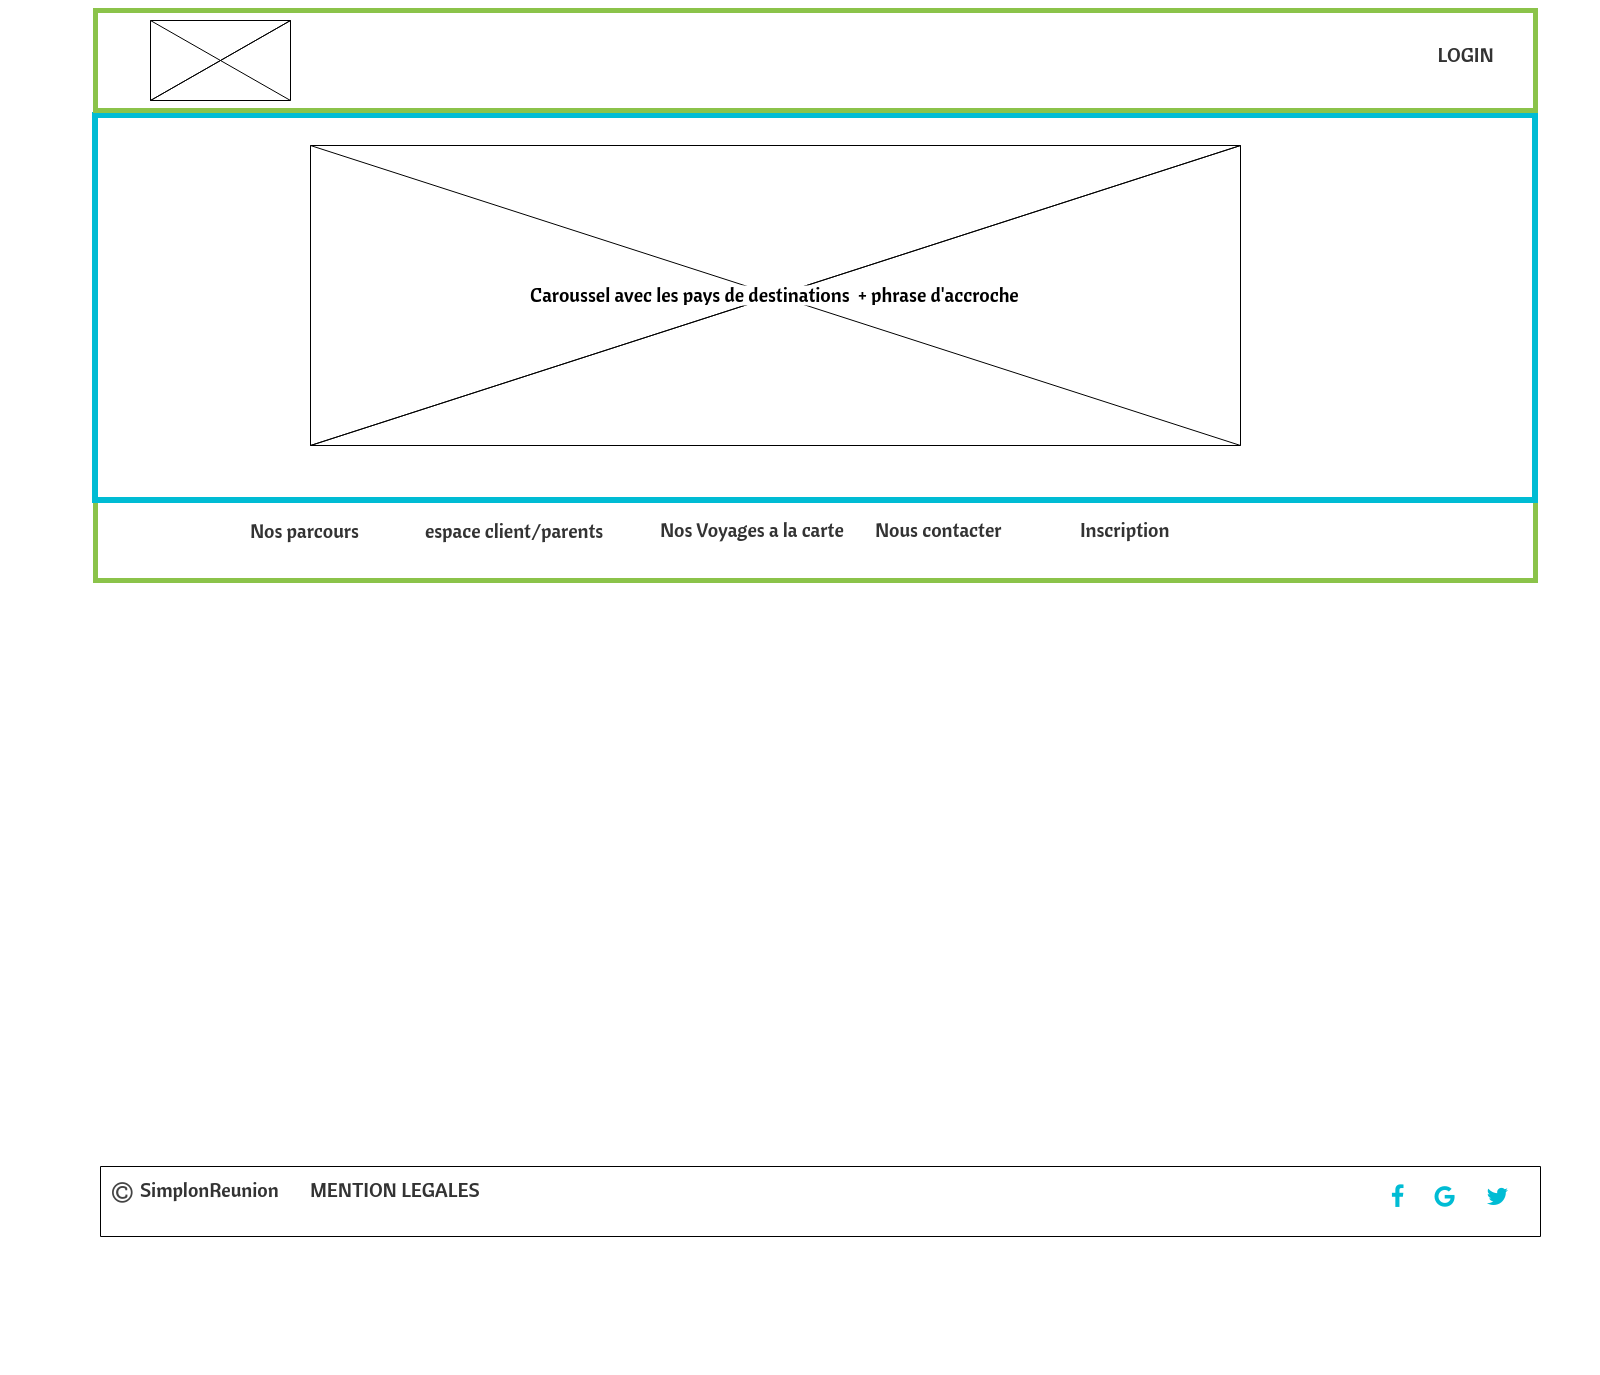 LOGIN
Caroussel avec les pays de destinations + phrase d'accroche
Nos parcours espace client/parents Nos Voyages a la carte Nous contacter Inscription
© SimplonReunion MENTION LEGALES